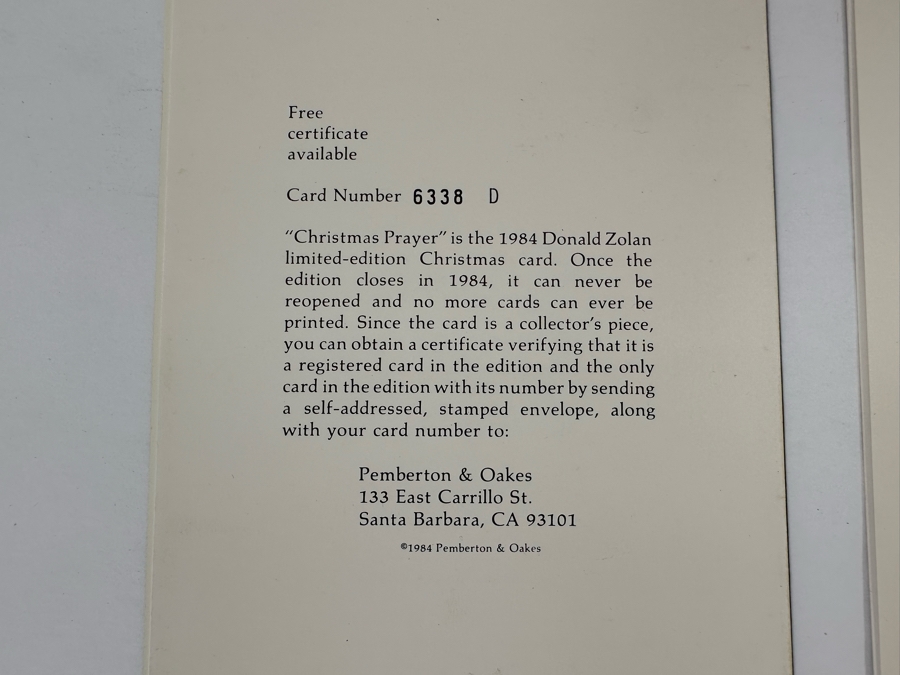 Free
certificate
available
Card Number 6338 D
“Christmas Prayer” is the 1984 Donald Zolan
limited-edition Christmas card. Once the
edition closes in 1984, it can never be
reopened and no more cards can ever be
printed. Since the card is a collector’s piece,
you can obtain a certificate verifying that it is
a registered card in the edition and the only
card in the edition with its number by sending
a self-addressed, stamped envelope, along
with your card number to:
Pemberton & Oakes
133 East Carrillo St.
Santa Barbara, CA 93101
©1984 Pemberton & Oakes